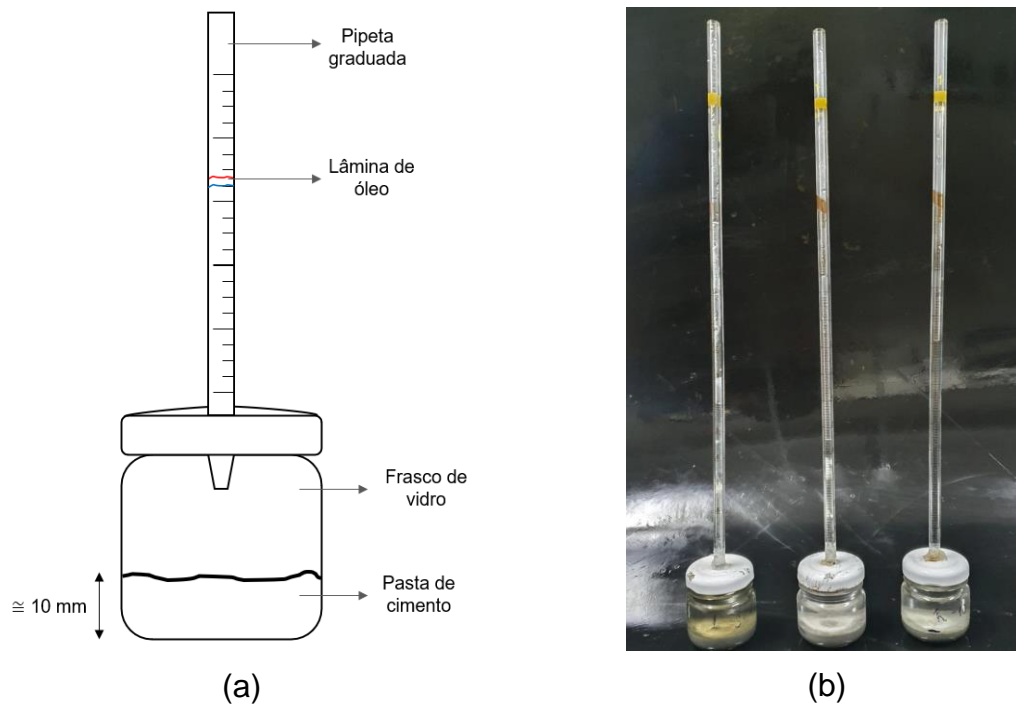 Pipeta
graduada
Lâmina de
óleo
Frasco de
vidro
Pasta de
cimento
≅ 10 mm
(a)
(b)